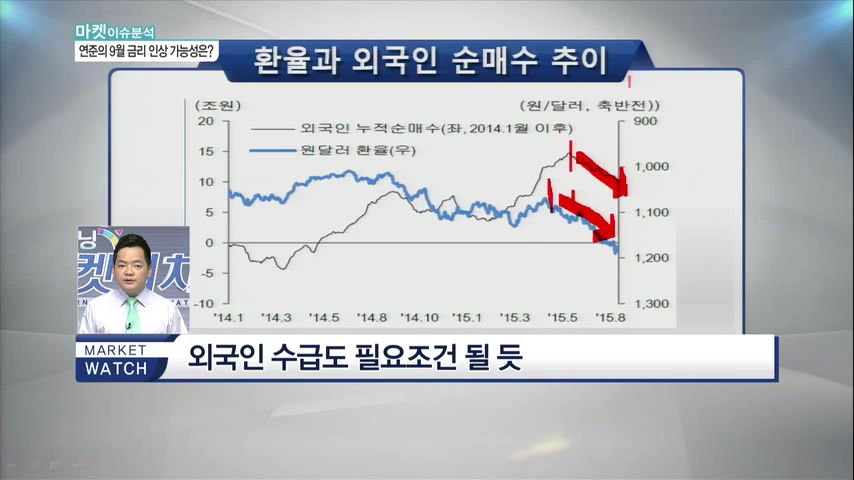 마켓이슈분석
연준의 9월 금리 인상 가능성은?
환율과 외국인 순매수 추이
(조원)
(원/달러, 축반전))
20
15
10
5
0
-5
-10
외국인 누적순매수(좌, 2014.1월 이후)
원달러 환율(우)
900
1,000
1,100
1,200
1,300
'14.1
'14.3
'14.5
'14.8
'14.10
'15.1
'15.3
'15.5
'15.8
닝
MARKET
WATCH
외국인 수급도 필요조건 될 듯